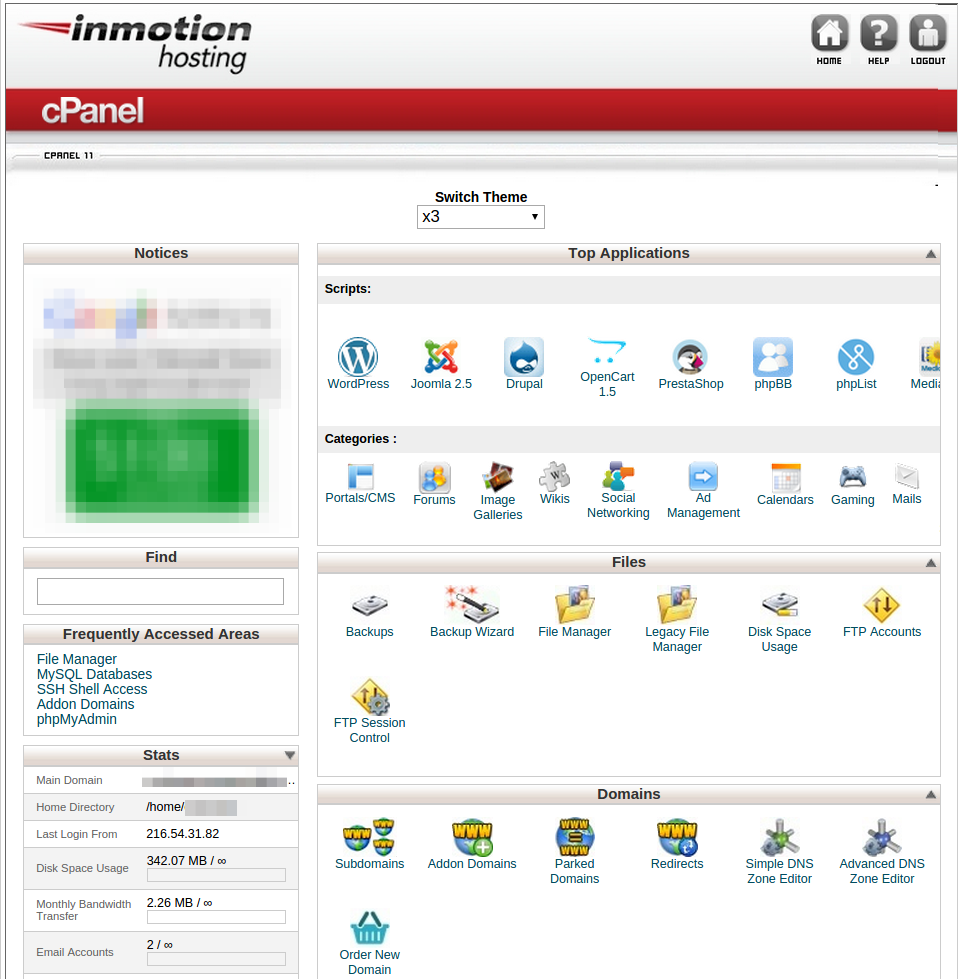 inmotion
hosting
HOME
HELP
LOGOUT
cPanel
CPANEL 11
Switch Theme
x3
Notices
Find
Frequently Accessed Areas
File Manager
MySQL Databases
SSH Shell Access
Addon Domains
phpMyAdmin
Stats
Main Domain
..
Home Directory /home/
Last Login From 216.54.31.82
Disk Space Usage 342.07 MB / ∞
Monthly Bandwidth
Transfer
2.26 MB / ∞
Email Accounts 2 / ∞
Top Applications
Scripts:
WordPress
Joomla 2.5
Drupal
OpenCart
1.5
PrestaShop
phpBB
phpList
Media
Categories :
Portals/CMS
Forums
Image
Galleries
Wikis
Social
Networking
Ad
Management
Calendars
Gaming
Mails
Files
Backups
Backup Wizard
File Manager
Legacy File
Manager
Disk Space
Usage
FTP Accounts
FTP Session
Control
Domains
WWW
WWW
WWW
WWW
Subdomains
Addon Domains
Parked
Domains
Redirects
Simple DNS
Zone Editor
Advanced DNS
Zone Editor
Order New
Domain